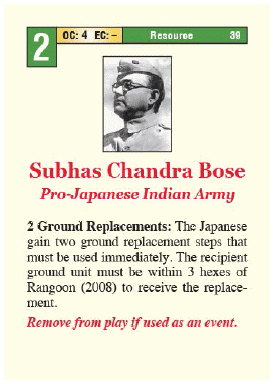 2 OC: 4 EC: – Resource 39
Subhas Chandra Bose
Pro-Japanese Indian Army
2 Ground Replacements: The Japanese
gain two ground replacement steps that
must be used immediately. The recipient
ground unit must be within 3 hexes of
Rangoon (2008) to receive the replace-
ment.
Remove from play if used as an event.